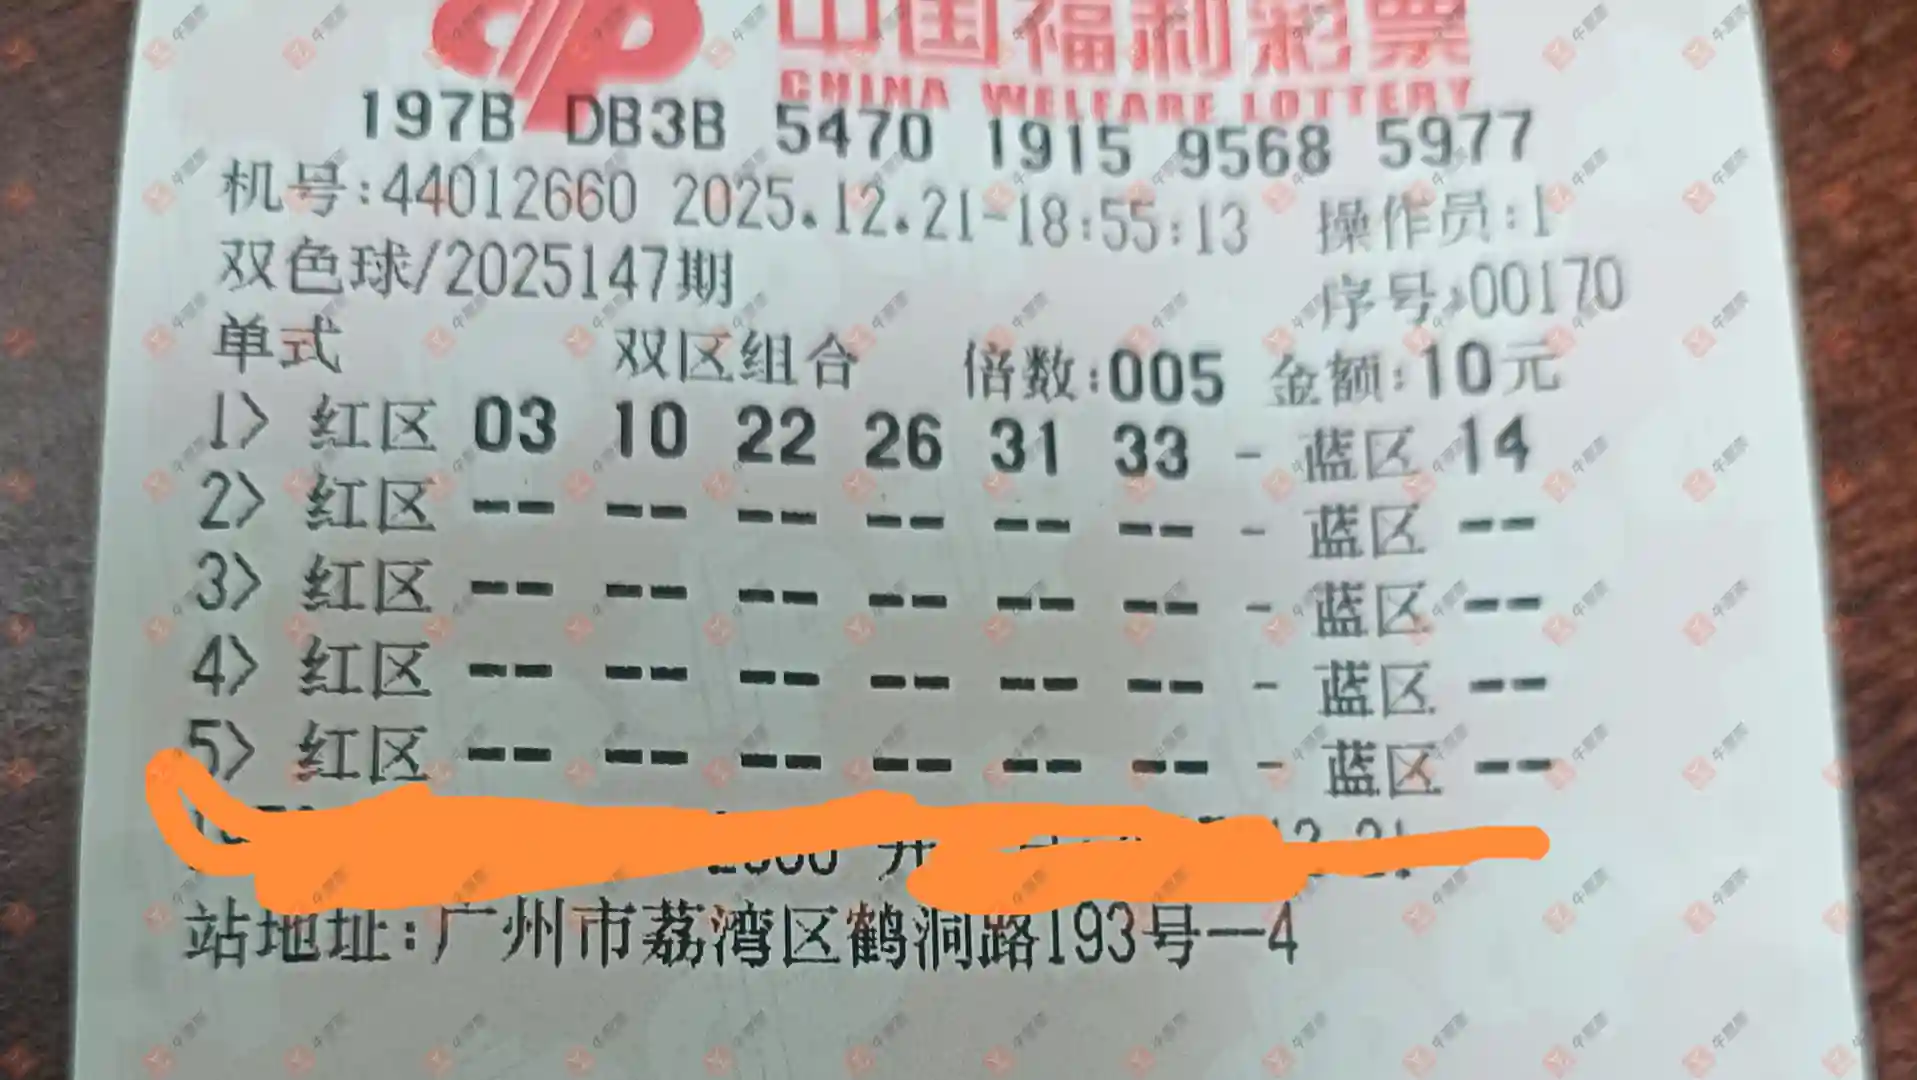 中国福利彩票
CHINA WELFARE LOTTERY
197B DB3B 5470 1915 9568 5977
机号:44012660 2025.12.21-18:55:13 操作员:1
双色球/2025147期 序号:00170
单式 双区组合 倍数:005 金额:10元
1> 红区 03 10 22 26 31 33 - 蓝区 14
2> 红区 -- -- -- -- -- -- - 蓝区 --
3> 红区 -- -- -- -- -- -- - 蓝区 --
4> 红区 -- -- -- -- -- -- - 蓝区 --
5> 红区 -- -- -- -- -- -- - 蓝区 --
站地址:广州市荔湾区鹤洞路193号—4